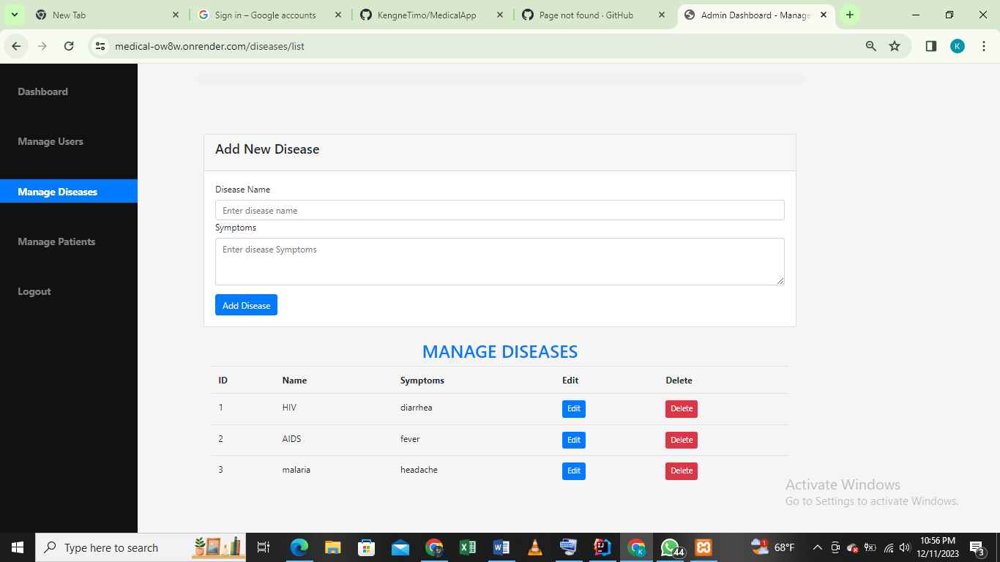 New Tab
Sign in – Google accounts
KengneTimo/MedicalApp
Page not found · GitHub
Admin Dashboard - Manage
medical-ow8w.onrender.com/diseases/list
K
Dashboard
Manage Users
Manage Diseases
Manage Patients
Logout
Add New Disease
Disease Name
Enter disease name
Symptoms
Enter disease Symptoms
Add Disease
MANAGE DISEASES
ID Name Symptoms Edit Delete
1 HIV diarrhea Edit Delete
2 AIDS fever Edit Delete
3 malaria headache Edit Delete
Activate Windows
Go to Settings to activate Windows.
Type here to search
44
1
68°F
10:56 PM
12/11/2023
3